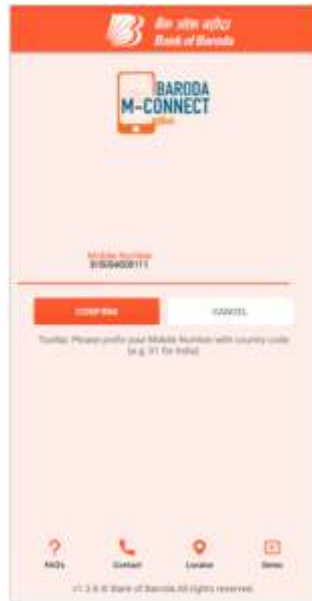 बैंक ऑफ़ बड़ौदा
Bank of Baroda
BARODA
M-CONNECT
Mobile Number
CONFIRM
CANCEL
Tooltip: Please prefix your Mobile Number with country code
(e.g. 91 for India)
FAQs
Contact
Locator
Demo
© Bank of Baroda. All rights reserved.